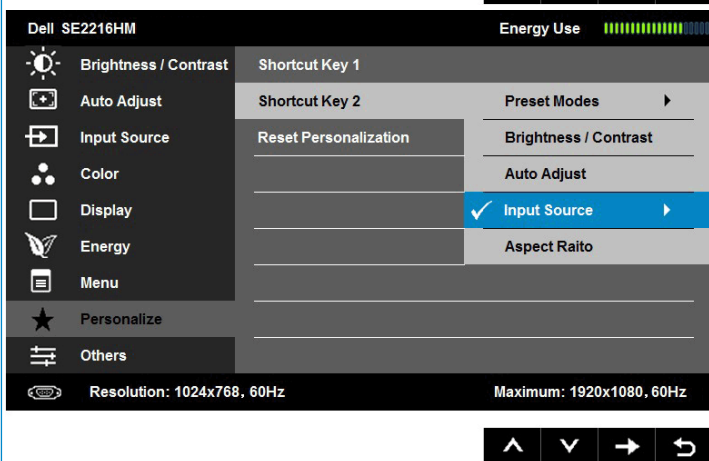 Dell SE2216HM Energy Use
Brightness / Contrast Shortcut Key 1
Auto Adjust Shortcut Key 2 Preset Modes
Input Source Reset Personalization Brightness / Contrast
Color Auto Adjust
Display Input Source
Energy Aspect Raito
Menu
Personalize
Others
Resolution: 1024x768, 60Hz Maximum: 1920x1080, 60Hz